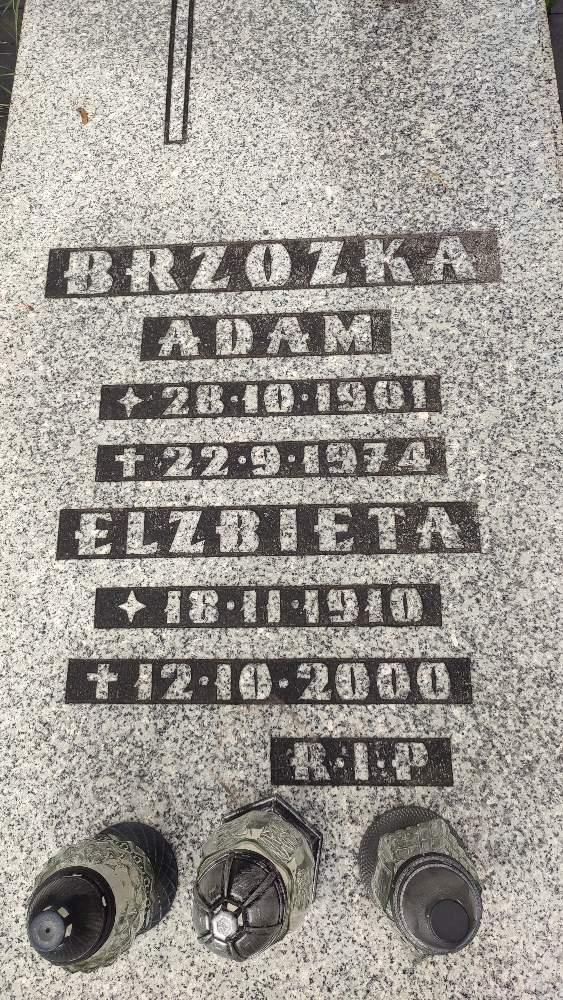 BRZOZKA
ADAM
✦ 28·10·1901
✝ 22·9·1974
ELZBIETA
✦ 18·11·1910
✝ 12·10·2000
R·I·P